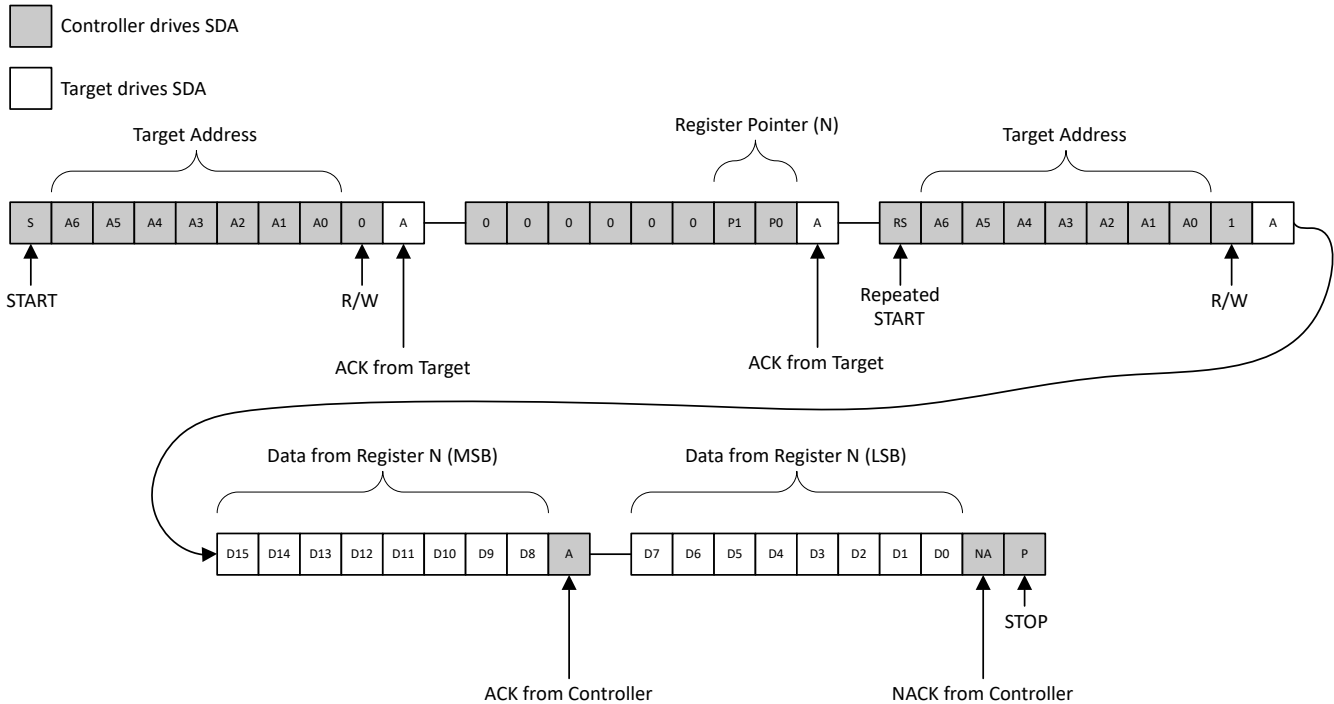 Controller drives SDA
Target drives SDA
Target Address
Register Pointer (N)
Target Address
S A6 A5 A4 A3 A2 A1 A0 0 A 0 0 0 0 0 0 P1 P0 A RS A6 A5 A4 A3 A2 A1 A0 1 A
START
R/W
ACK from Target
ACK from Target
Repeated
START
R/W
Data from Register N (MSB)
Data from Register N (LSB)
D15 D14 D13 D12 D11 D10 D9 D8 A D7 D6 D5 D4 D3 D2 D1 D0 NA P
STOP
ACK from Controller
NACK from Controller